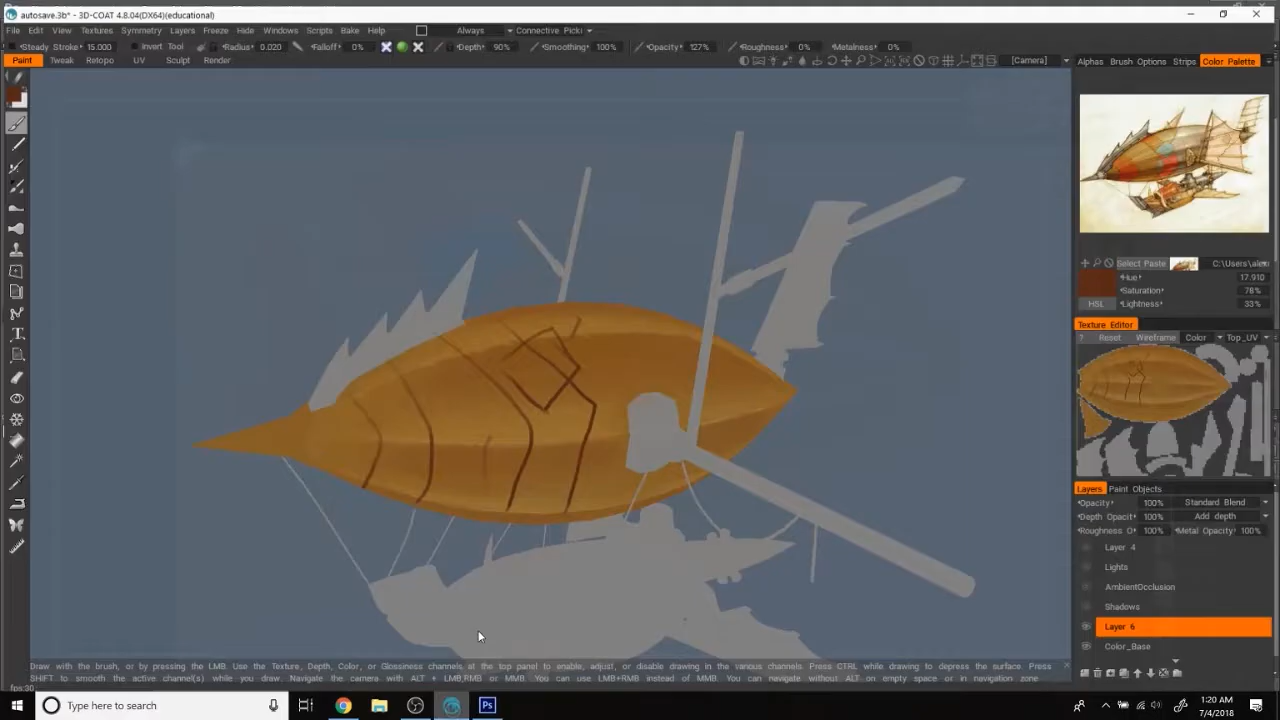 autosave.3b* - 3D-COAT 4.8.04(DX64)(educational)
File Edit View Textures Symmetry Layers Freeze Hide Windows Scripts Bake Help Always Connective Picki
Steady Stroke 15.000 Invert Tool Radius 0.020 Falloff 0% Depth 90% Smoothing 100% Opacity 127% Roughness 0% Metalness 0%
Paint Tweak Retopo UV Sculpt Render [Camera] Alphas Brush Options Strips Color Palette
Select Paste C:\Users\alex
Hue 17.910
Saturation 78%
HSL Lightness 33%
Texture Editor
? Reset Wireframe Color Top_UV
Layers Paint Objects
Opacity 100% Standard Blend
Depth Opacit 100% Add depth
Roughness O 100% Metal Opacity 100%
Layer 4
Lights
AmbientOcclusion
Shadows
Layer 6
Color_Base
Draw with the brush, or by pressing the LMB. Use the Texture, Depth, Color, or Glossiness channels at the top panel to enable, adjust, or disable drawing in the various channels Press CTRL while drawing to depress the surface Press
SHIFT to smooth the active channel(s) while you draw. Navigate the camera with ALT + LMB,RMB or MMB. You can use LMB+RMB instead of MMB. You can navigate without ALT on empty space or in navigation zone
fps:30
Type here to search
Ps
1:20 AM
7/4/2018